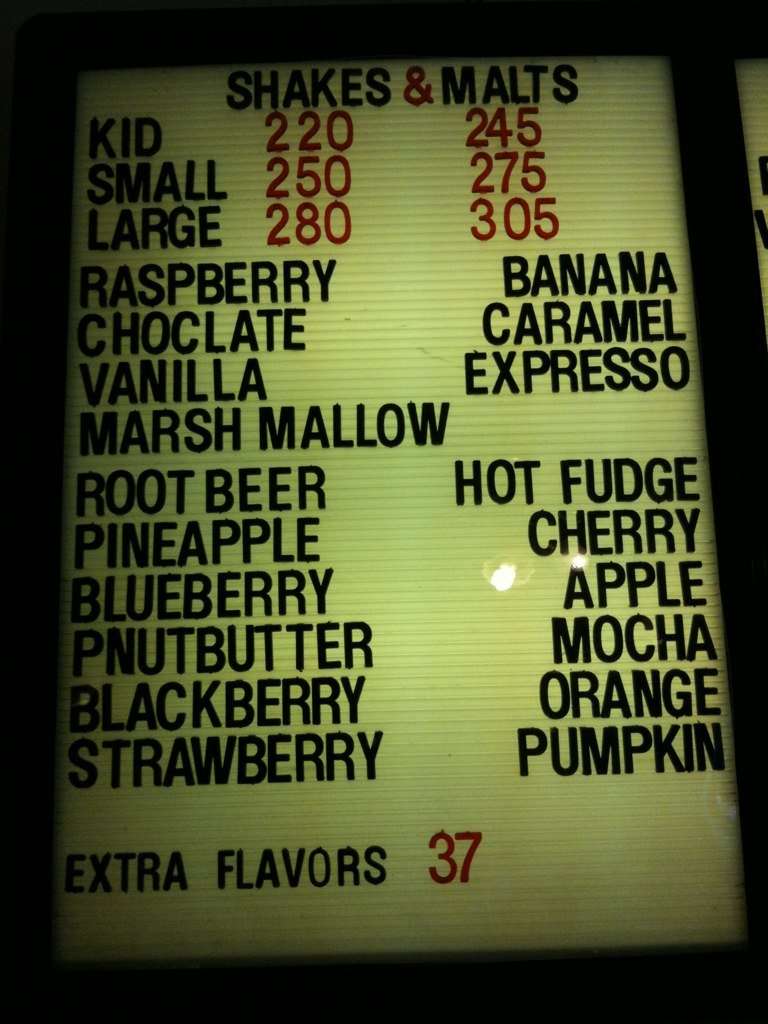 SHAKES & MALTS
KID 220 245
SMALL 250 275
LARGE 280 305
RASPBERRY BANANA
CHOCLATE CARAMEL
VANILLA EXPRESSO
MARSH MALLOW
ROOT BEER HOT FUDGE
PINEAPPLE CHERRY
BLUEBERRY APPLE
PNUTBUTTER MOCHA
BLACKBERRY ORANGE
STRAWBERRY PUMPKIN
EXTRA FLAVORS 37